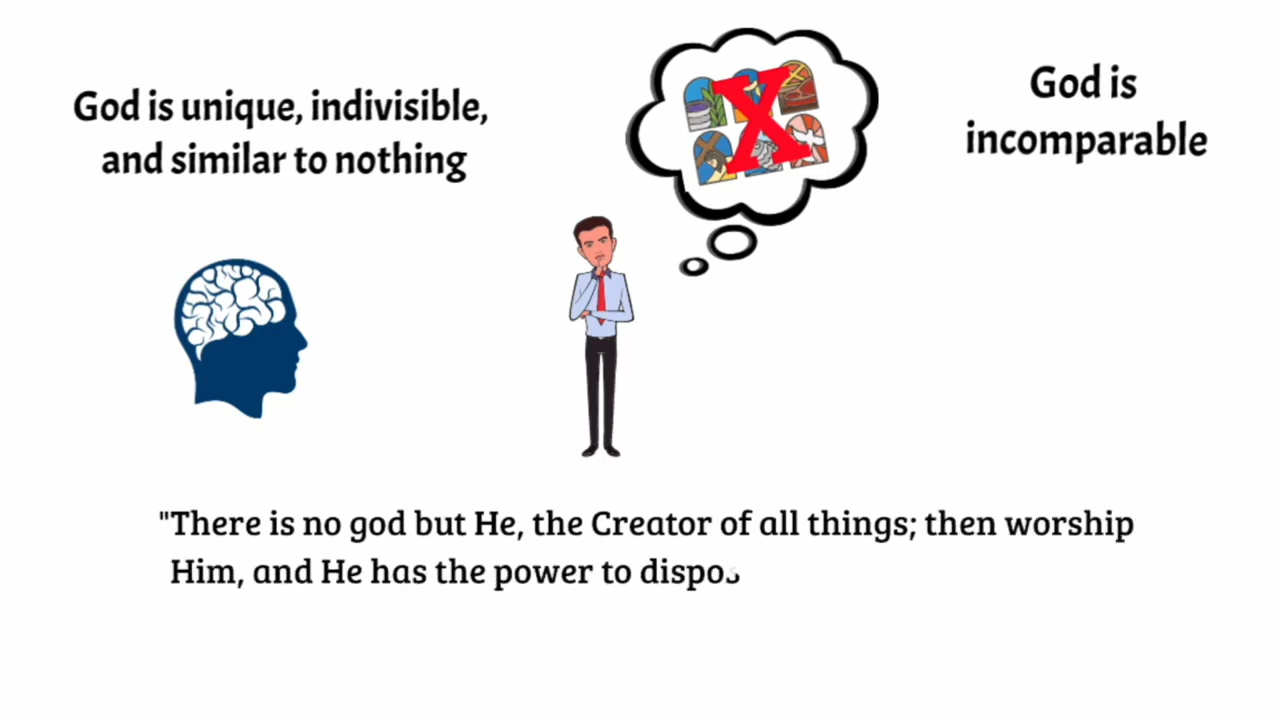 God is unique, indivisible,
and similar to nothing
God is
incomparable
"There is no god but He, the Creator of all things; then worship
Him, and He has the power to dispos